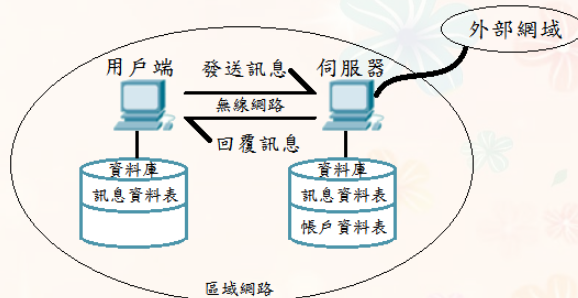 外部網域
用戶端
發送訊息
伺服器
無線網路
回覆訊息
資料庫
訊息資料表
資料庫
訊息資料表
帳戶資料表
區域網路